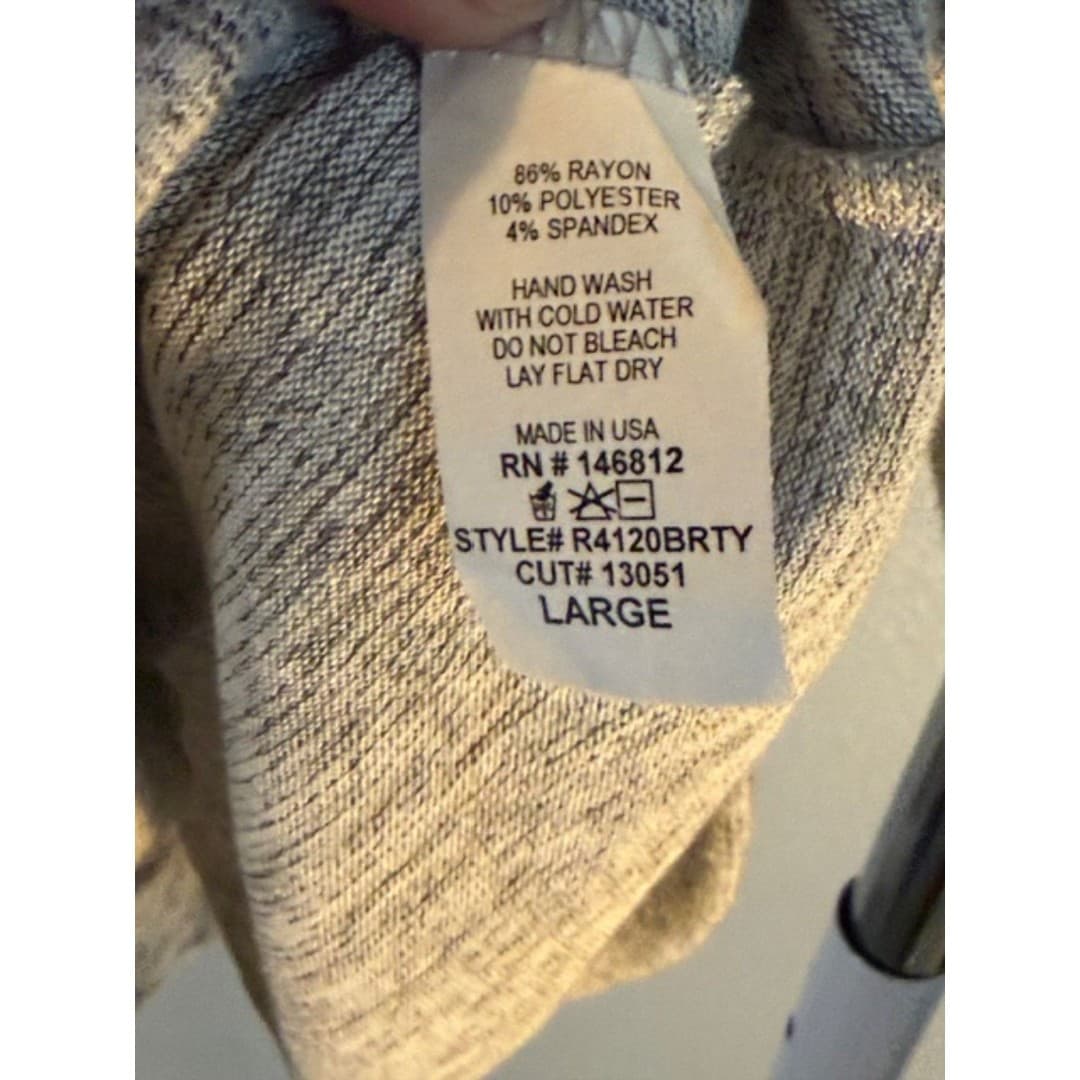 86% RAYON
10% POLYESTER
4% SPANDEX
HAND WASH
WITH COLD WATER
DO NOT BLEACH
LAY FLAT DRY
MADE IN USA
RN # 146812
STYLE# R4120BRTY
CUT# 13051
LARGE